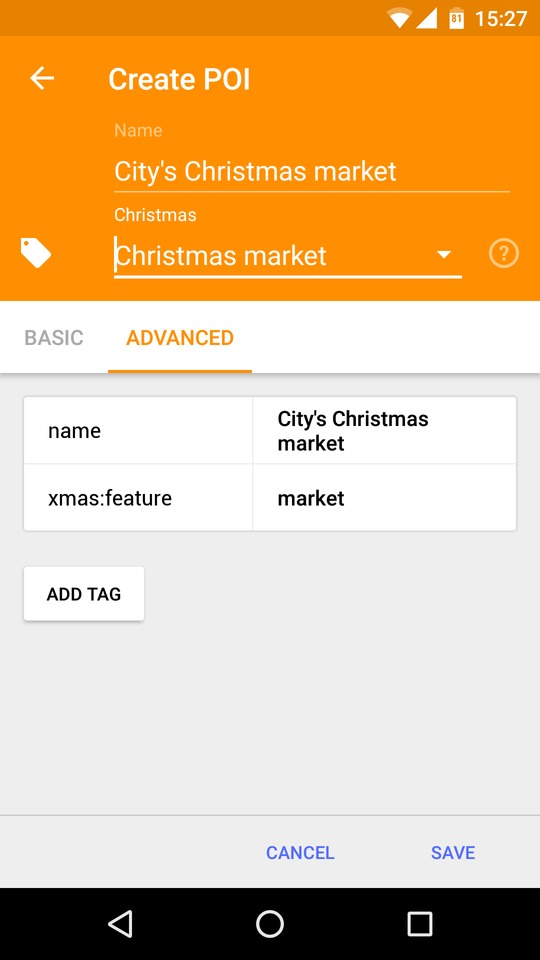 81 15:27
Create POI
Name
City's Christmas market
Christmas
Christmas market
?
BASIC ADVANCED
name City's Christmas
market
xmas:feature market
ADD TAG
CANCEL SAVE